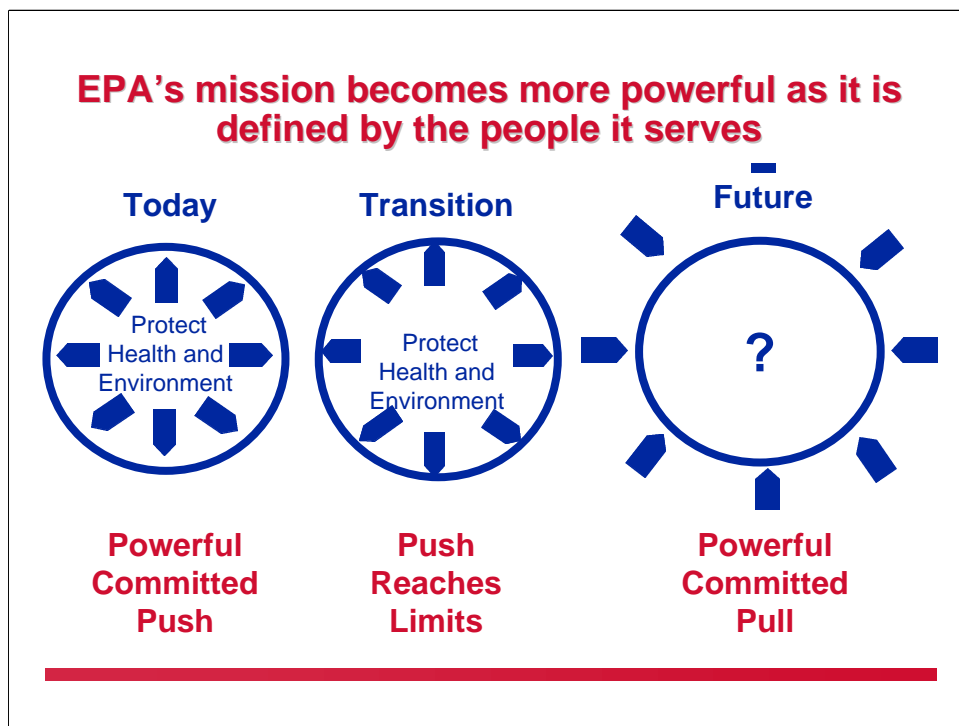 EPA’s mission becomes more powerful as it is
defined by the people it serves
Today
Protect
Health and
Environment
Powerful
Committed
Push
Transition
Protect
Health and
Environment
Push
Reaches
Limits
Future
?
Powerful
Committed
Pull